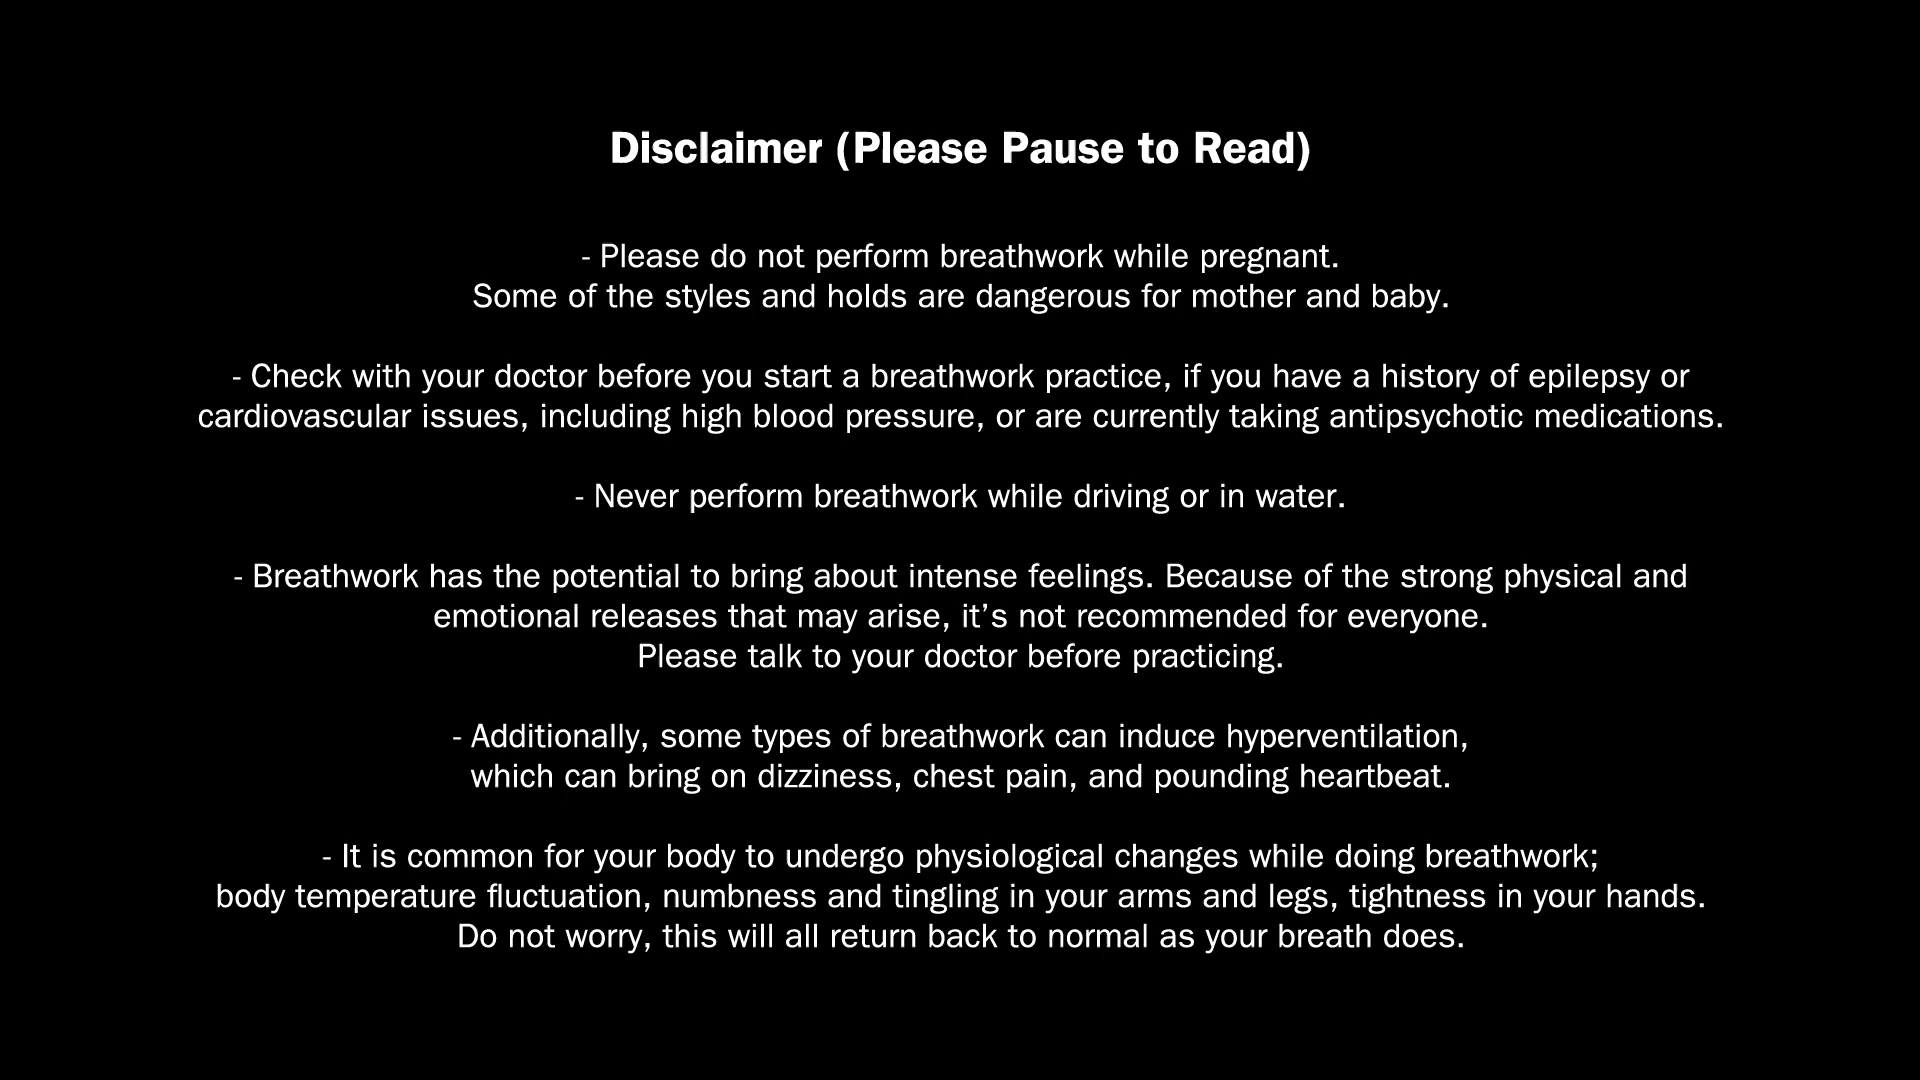 Disclaimer (Please Pause to Read)
- Please do not perform breathwork while pregnant.
Some of the styles and holds are dangerous for mother and baby.
- Check with your doctor before you start a breathwork practice, if you have a history of epilepsy or
cardiovascular issues, including high blood pressure, or are currently taking antipsychotic medications.
- Never perform breathwork while driving or in water.
- Breathwork has the potential to bring about intense feelings. Because of the strong physical and
emotional releases that may arise, it’s not recommended for everyone.
Please talk to your doctor before practicing.
- Additionally, some types of breathwork can induce hyperventilation,
which can bring on dizziness, chest pain, and pounding heartbeat.
- It is common for your body to undergo physiological changes while doing breathwork;
body temperature fluctuation, numbness and tingling in your arms and legs, tightness in your hands.
Do not worry, this will all return back to normal as your breath does.